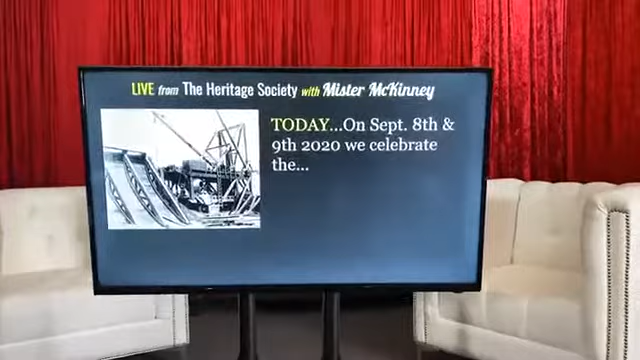 LIVE from The Heritage Society with Mister McKinney
TODAY...On Sept. 8th &
9th 2020 we celebrate
the...